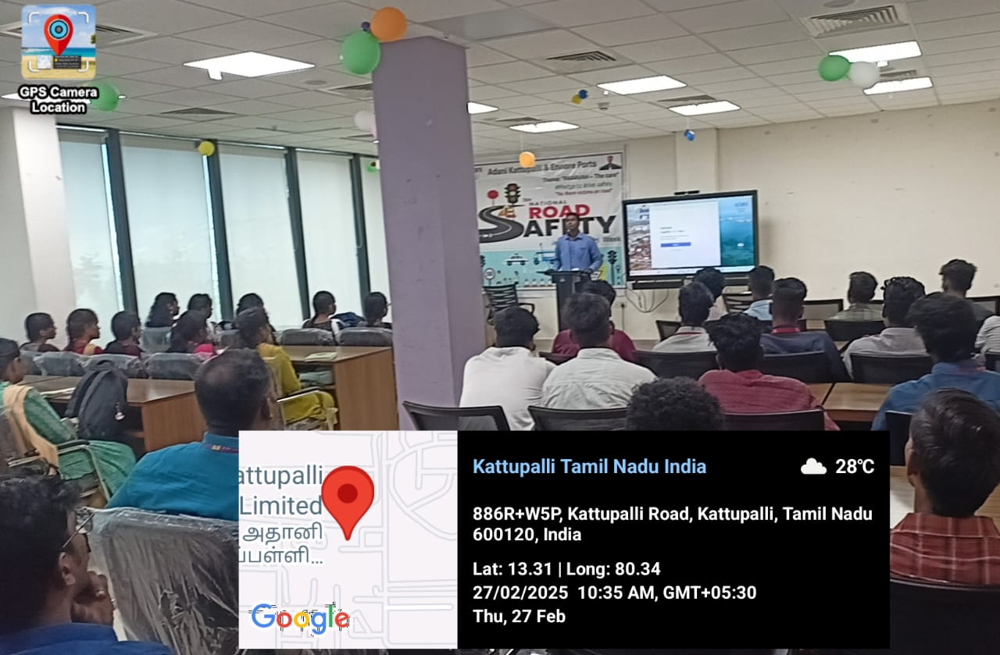 GPS Camera
Location
Adani Kattupalli & Ennore Ports
NATIONAL
ROAD
SAFETY
Week
attupalli
Limited
அதானி
ப்பள்ளி...
Google
Kattupalli Tamil Nadu India
28°C
886R+W5P, Kattupalli Road, Kattupalli, Tamil Nadu
600120, India
Lat: 13.31 | Long: 80.34
27/02/2025 10:35 AM, GMT+05:30
Thu, 27 Feb